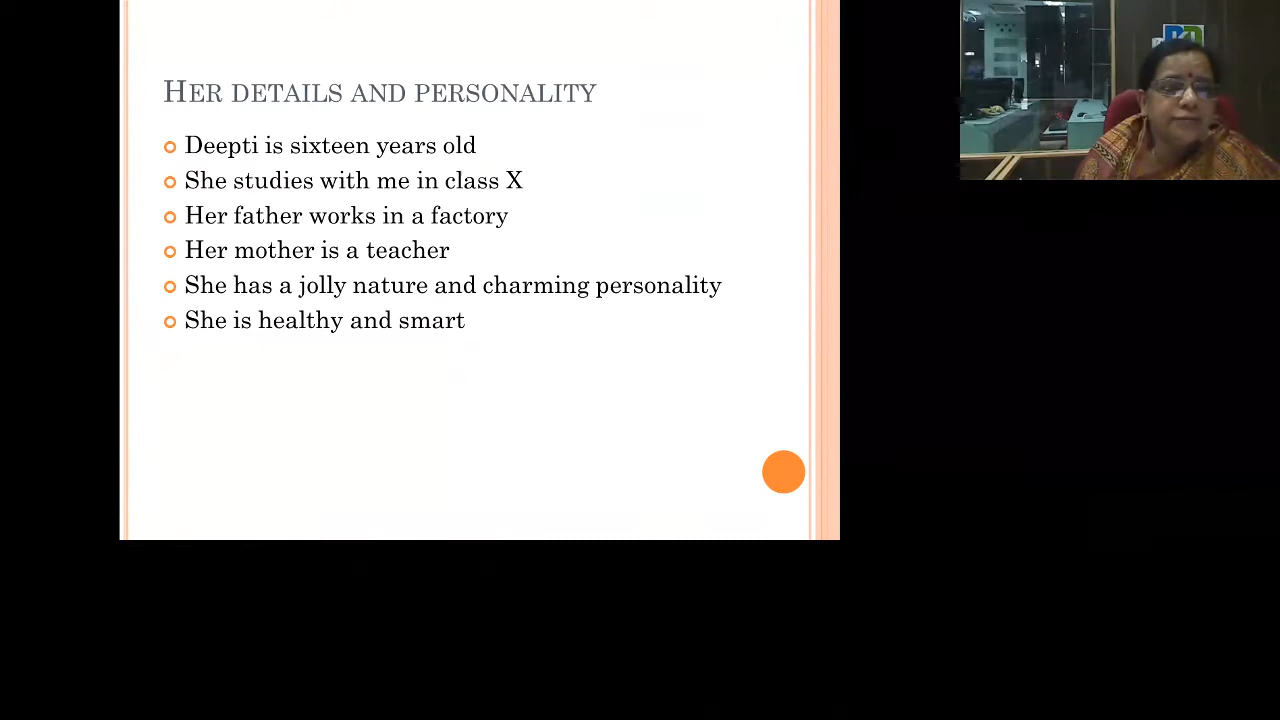 HER DETAILS AND PERSONALITY
Deepti is sixteen years old
She studies with me in class X
Her father works in a factory
Her mother is a teacher
She has a jolly nature and charming personality
She is healthy and smart